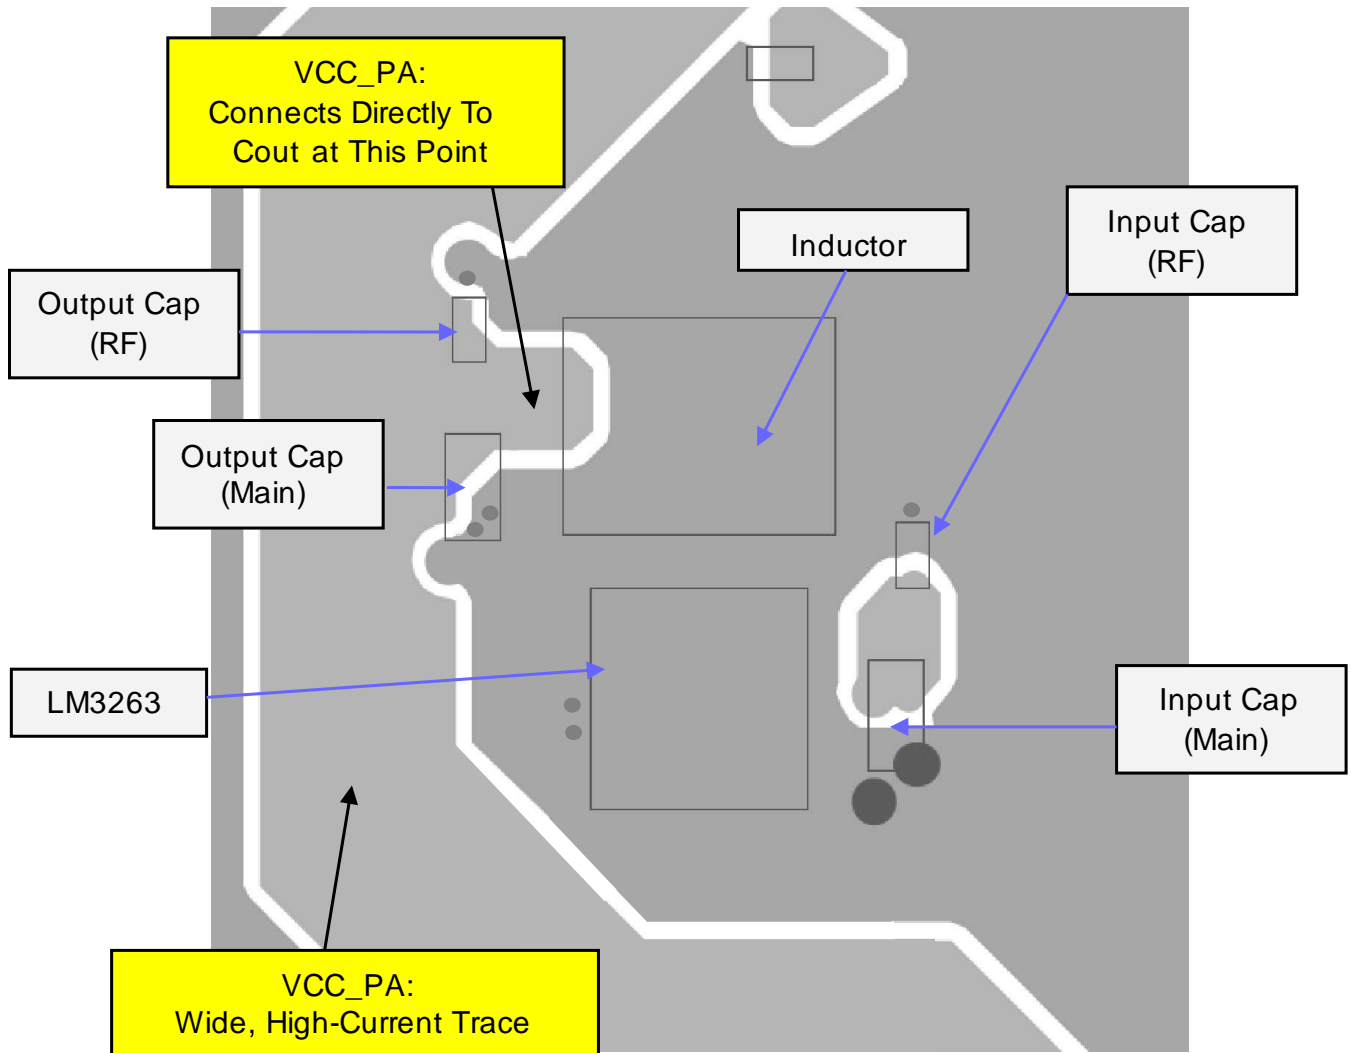 VCC_PA:
Connects Directly To
Cout at This Point
Inductor
Input Cap
(RF)
Output Cap
(RF)
Output Cap
(Main)
LM3263
Input Cap
(Main)
VCC_PA:
Wide, High-Current Trace